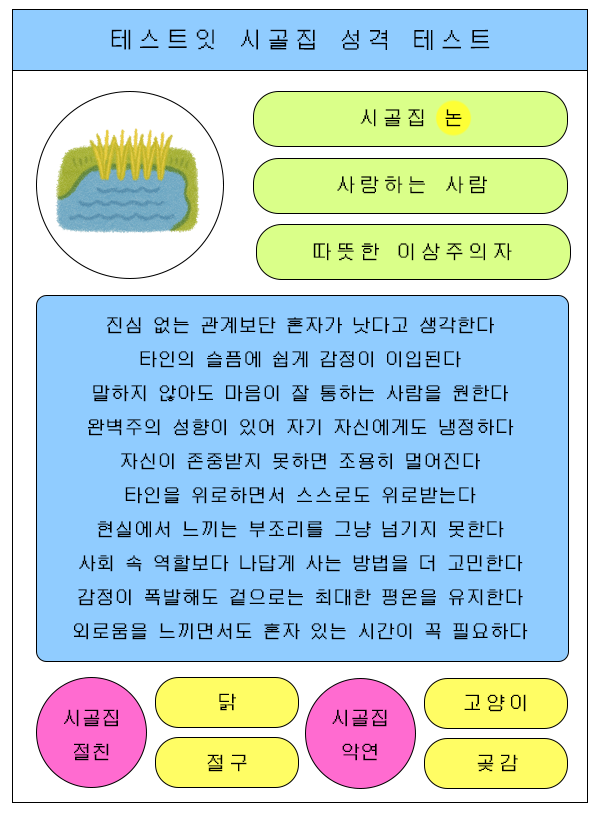 테스트잇 시골집 성격 테스트
시골집 논
사랑하는 사람
따뜻한 이상주의자
진심 없는 관계보단 혼자가 낫다고 생각한다
타인의 슬픔에 쉽게 감정이 이입된다
말하지 않아도 마음이 잘 통하는 사람을 원한다
완벽주의 성향이 있어 자기 자신에게도 냉정하다
자신이 존중받지 못하면 조용히 멀어진다
타인을 위로하면서 스스로도 위로받는다
현실에서 느끼는 부조리를 그냥 넘기지 못한다
사회 속 역할보다 나답게 사는 방법을 더 고민한다
감정이 폭발해도 겉으로는 최대한 평온을 유지한다
외로움을 느끼면서도 혼자 있는 시간이 꼭 필요하다
시골집
절친
닭
절구
시골집
악연
고양이
곶감